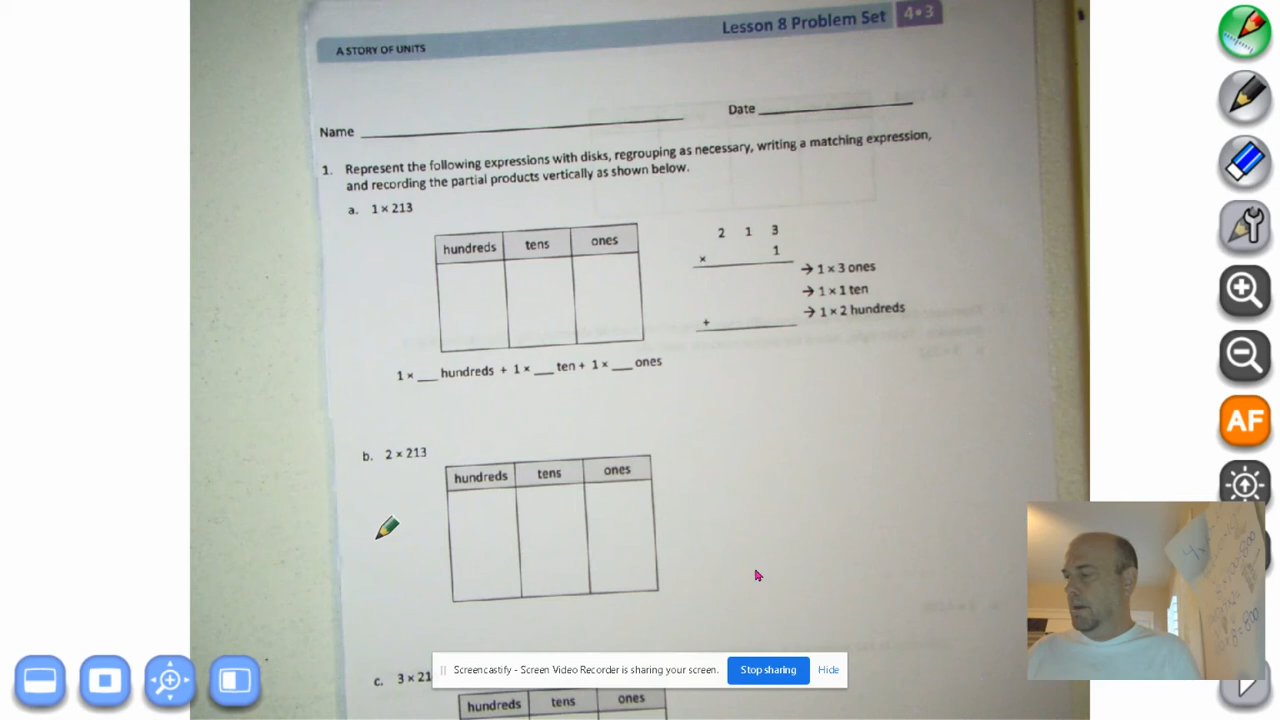 Lesson 8 Problem Set 4•3
A STORY OF UNITS
Name
Date
1. Represent the following expressions with disks, regrouping as necessary, writing a matching expression,
and recording the partial products vertically as shown below.
a. 1 × 213
hundreds tens ones
2 1 3
× 1
→ 1 × 3 ones
→ 1 × 1 ten
→ 1 × 2 hundreds
+
1 × ___ hundreds + 1 × ___ ten + 1 × ___ ones
b. 2 × 213
hundreds tens ones
c. 3 × 21
hundreds tens ones
AF
Screencastify - Screen Video Recorder is sharing your screen.
Stop sharing
Hide